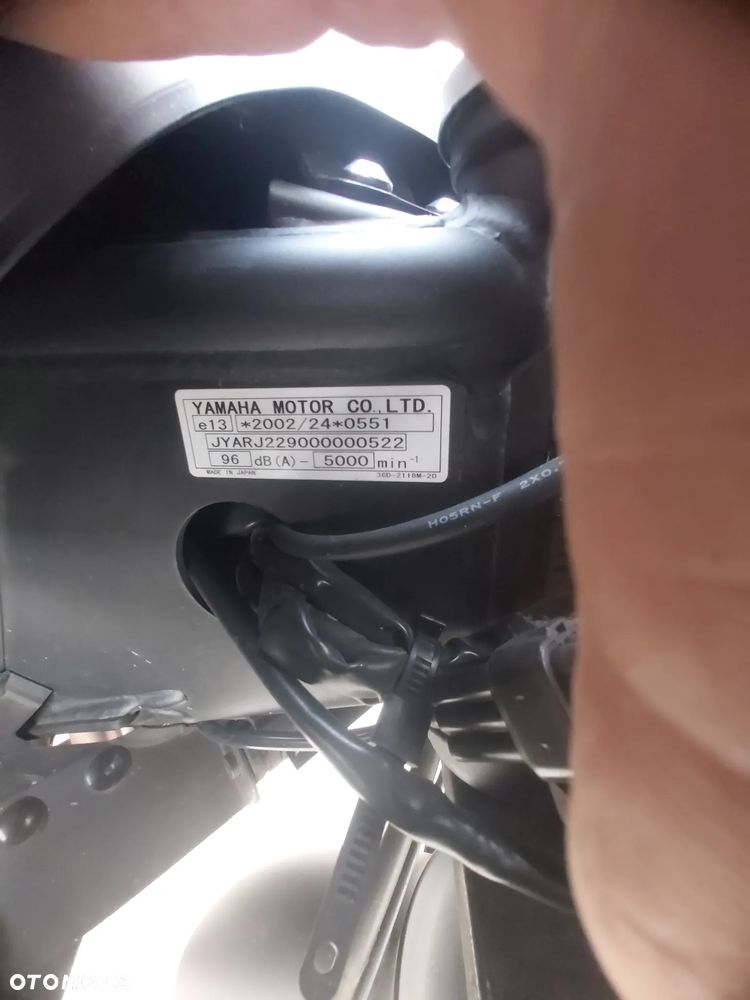 YAMAHA MOTOR CO.,LTD.
e13 *2002/24*0551
JYARJ229000000522
96 dB(A)- 5000 min⁻¹
MADE IN JAPAN 36D-2118M-20
H05RN-F 2X0.
OTOMOTO